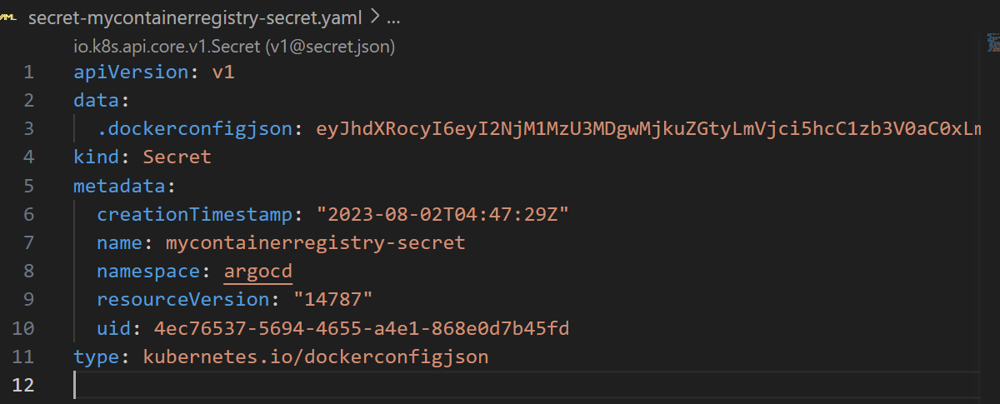 secret-mycontainerregistry-secret.yaml > ...
io.k8s.api.core.v1.Secret (v1@secret.json)
1 apiVersion: v1
2 data:
3 .dockerconfigjson: eyJhdXRocyI6eyI2NjM1MzU3MDgwMjkuZGtyLmVjci5hcC1zb3V0aC0xLm
4 kind: Secret
5 metadata:
6 creationTimestamp: "2023-08-02T04:47:29Z"
7 name: mycontainerregistry-secret
8 namespace: argocd
9 resourceVersion: "14787"
10 uid: 4ec76537-5694-4655-a4e1-868e0d7b45fd
11 type: kubernetes.io/dockerconfigjson
12